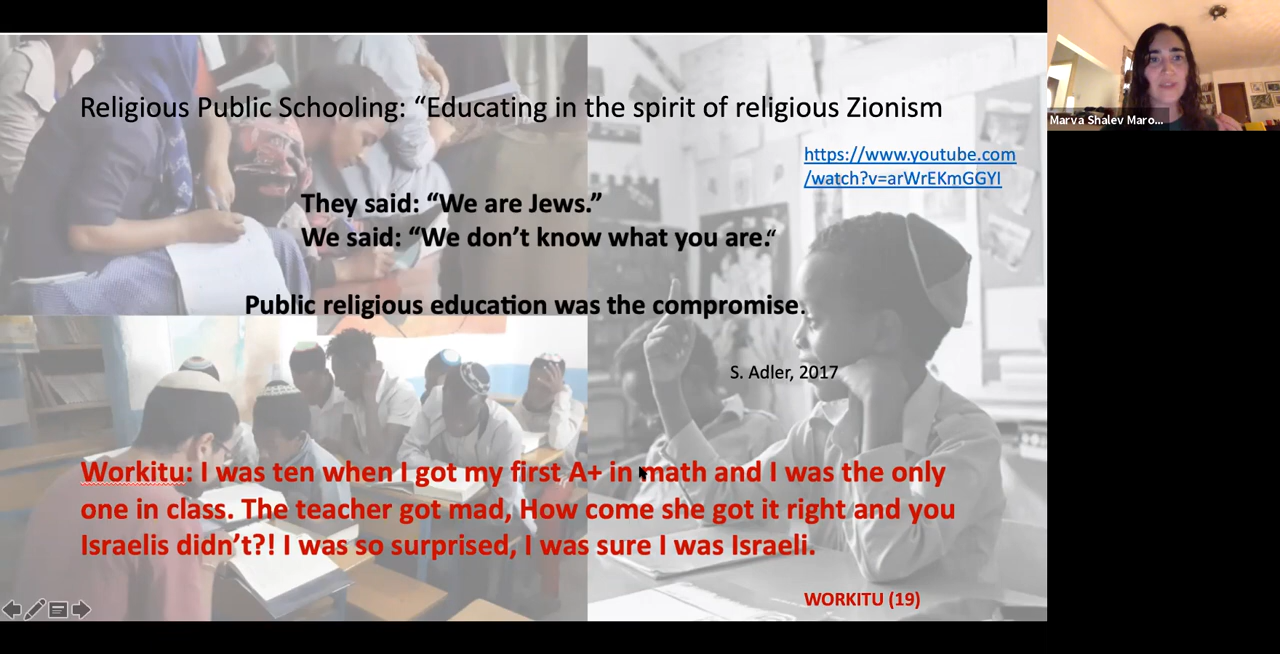 Religious Public Schooling: “Educating in the spirit of religious Zionism
https://www.youtube.com
/watch?v=arWrEKmGGYI
They said: “We are Jews.”
We said: “We don’t know what you are.“
Public religious education was the compromise.
S. Adler, 2017
Workitu: I was ten when I got my first A+ in math and I was the only
one in class. The teacher got mad, How come she got it right and you
Israelis didn’t?! I was so surprised, I was sure I was Israeli.
WORKITU (19)
Marva Shalev Maro...